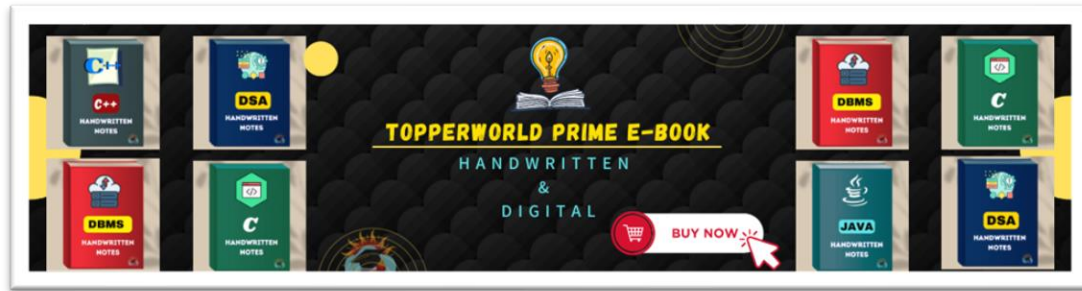 C++
C++
HANDWRITTEN
NOTES
DSA
HANDWRITTEN
NOTES
DBMS
HANDWRITTEN
NOTES
C
HANDWRITTEN
NOTES
TOPPERWORLD PRIME E-BOOK
HANDWRITTEN
&
DIGITAL
BUY NOW
DBMS
HANDWRITTEN
NOTES
C
HANDWRITTEN
NOTES
JAVA
HANDWRITTEN
NOTES
DSA
HANDWRITTEN
NOTES